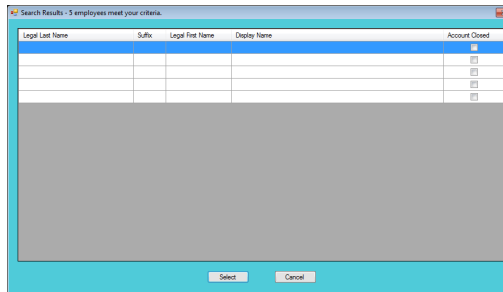 Search Results - 5 employees meet your criteria.
Legal Last Name Suffix Legal First Name Display Name Account Closed
Select Cancel